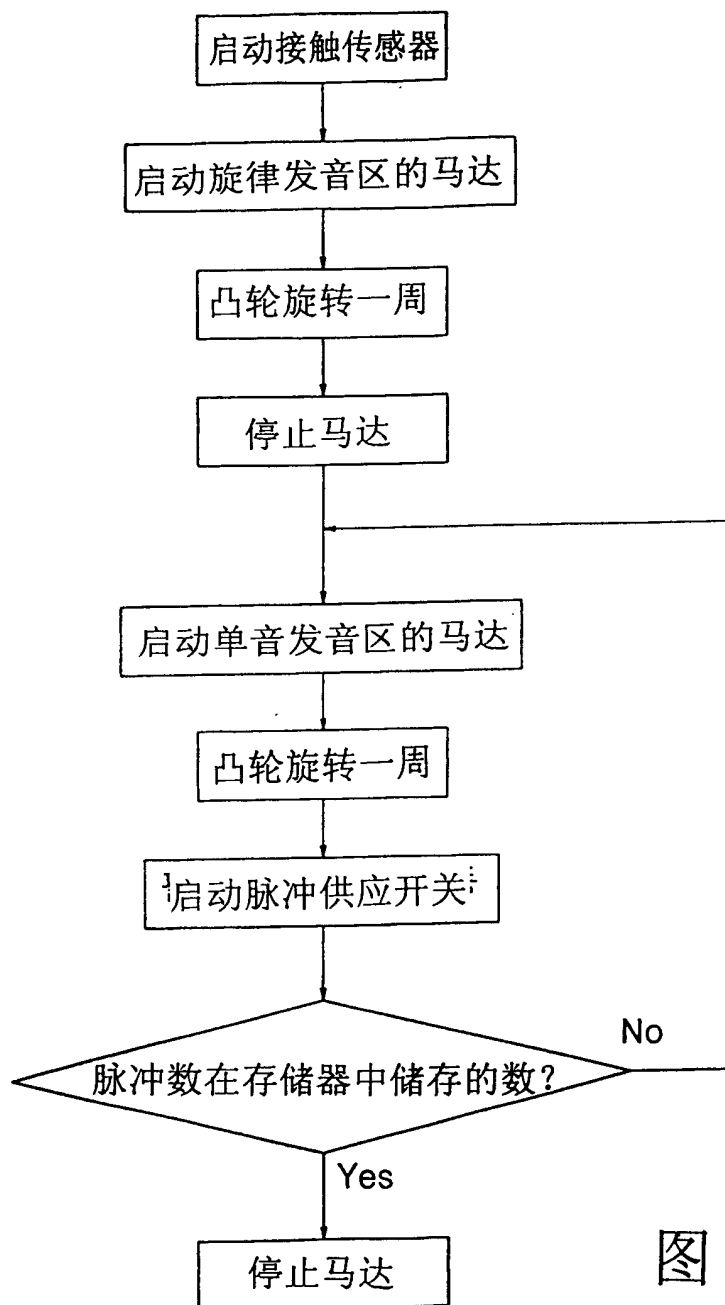 启动接触传感器
启动旋律发音区的马达
凸轮旋转一周
停止马达
启动单音发音区的马达
凸轮旋转一周
启动脉冲供应开关
脉冲数在存储器中储存的数?
No
Yes
停止马达
图